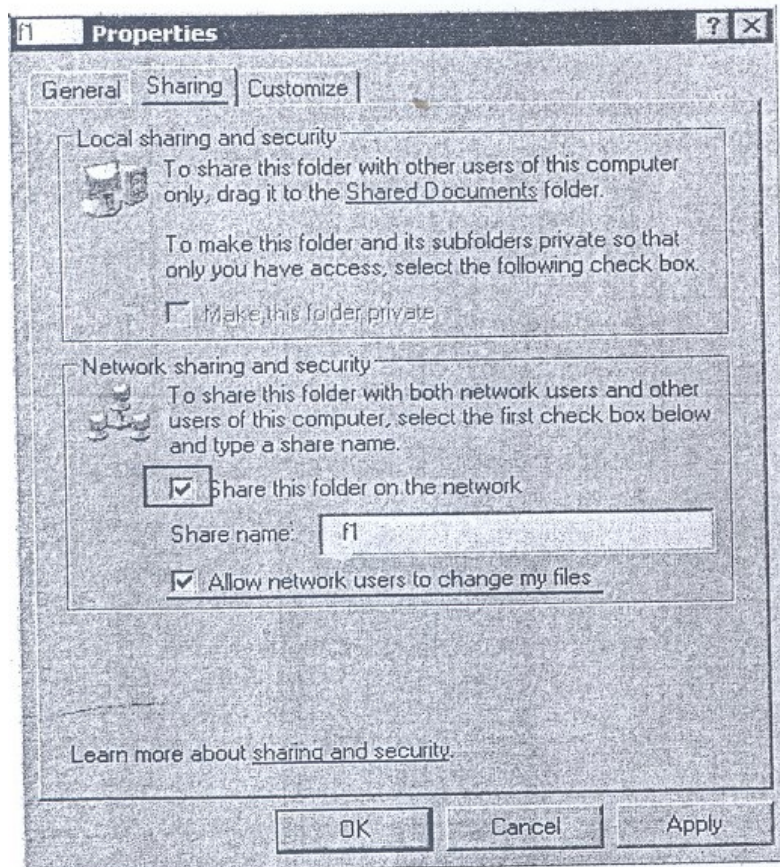 f1 Properties
? X
General Sharing Customize
Local sharing and security
To share this folder with other users of this computer
only, drag it to the Shared Documents folder.
To make this folder and its subfolders private so that
only you have access, select the following check box.
Make this folder private
Network sharing and security
To share this folder with both network users and other
users of this computer, select the first check box below
and type a share name.
Share this folder on the network
Share name: f1
Allow network users to change my files
Learn more about sharing and security.
OK Cancel Apply